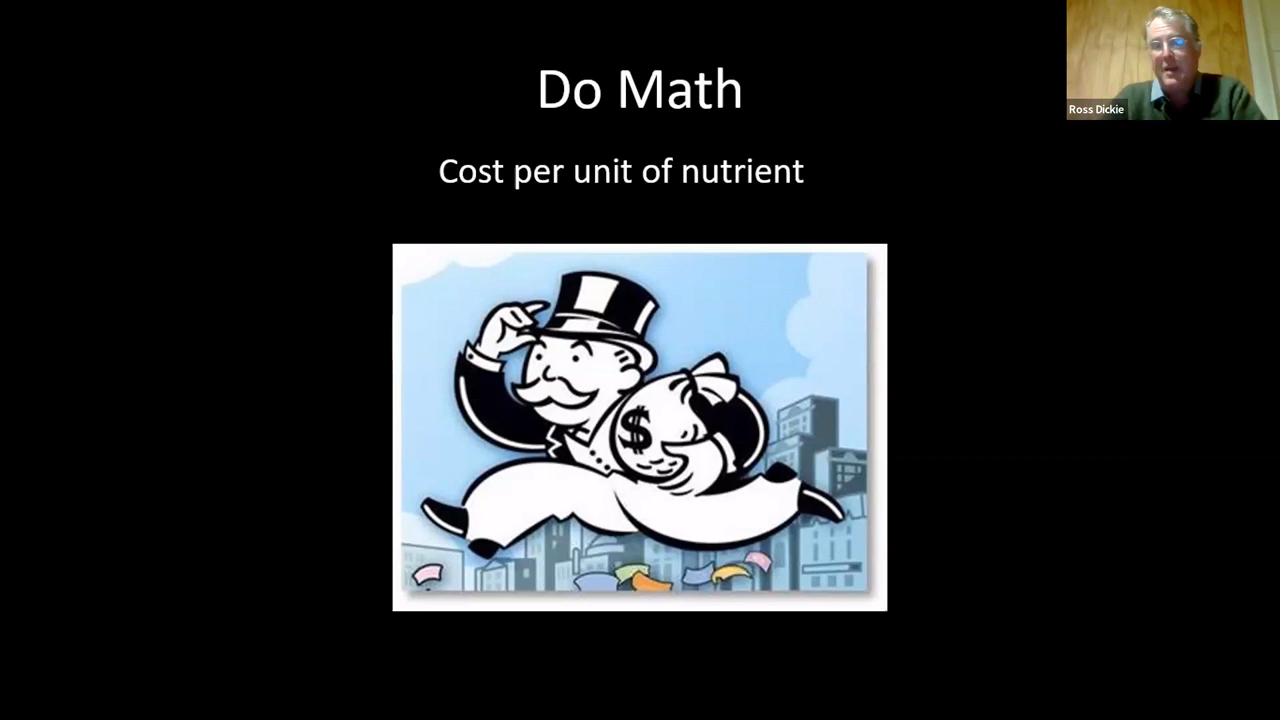 Do Math
Cost per unit of nutrient
$
Ross Dickie